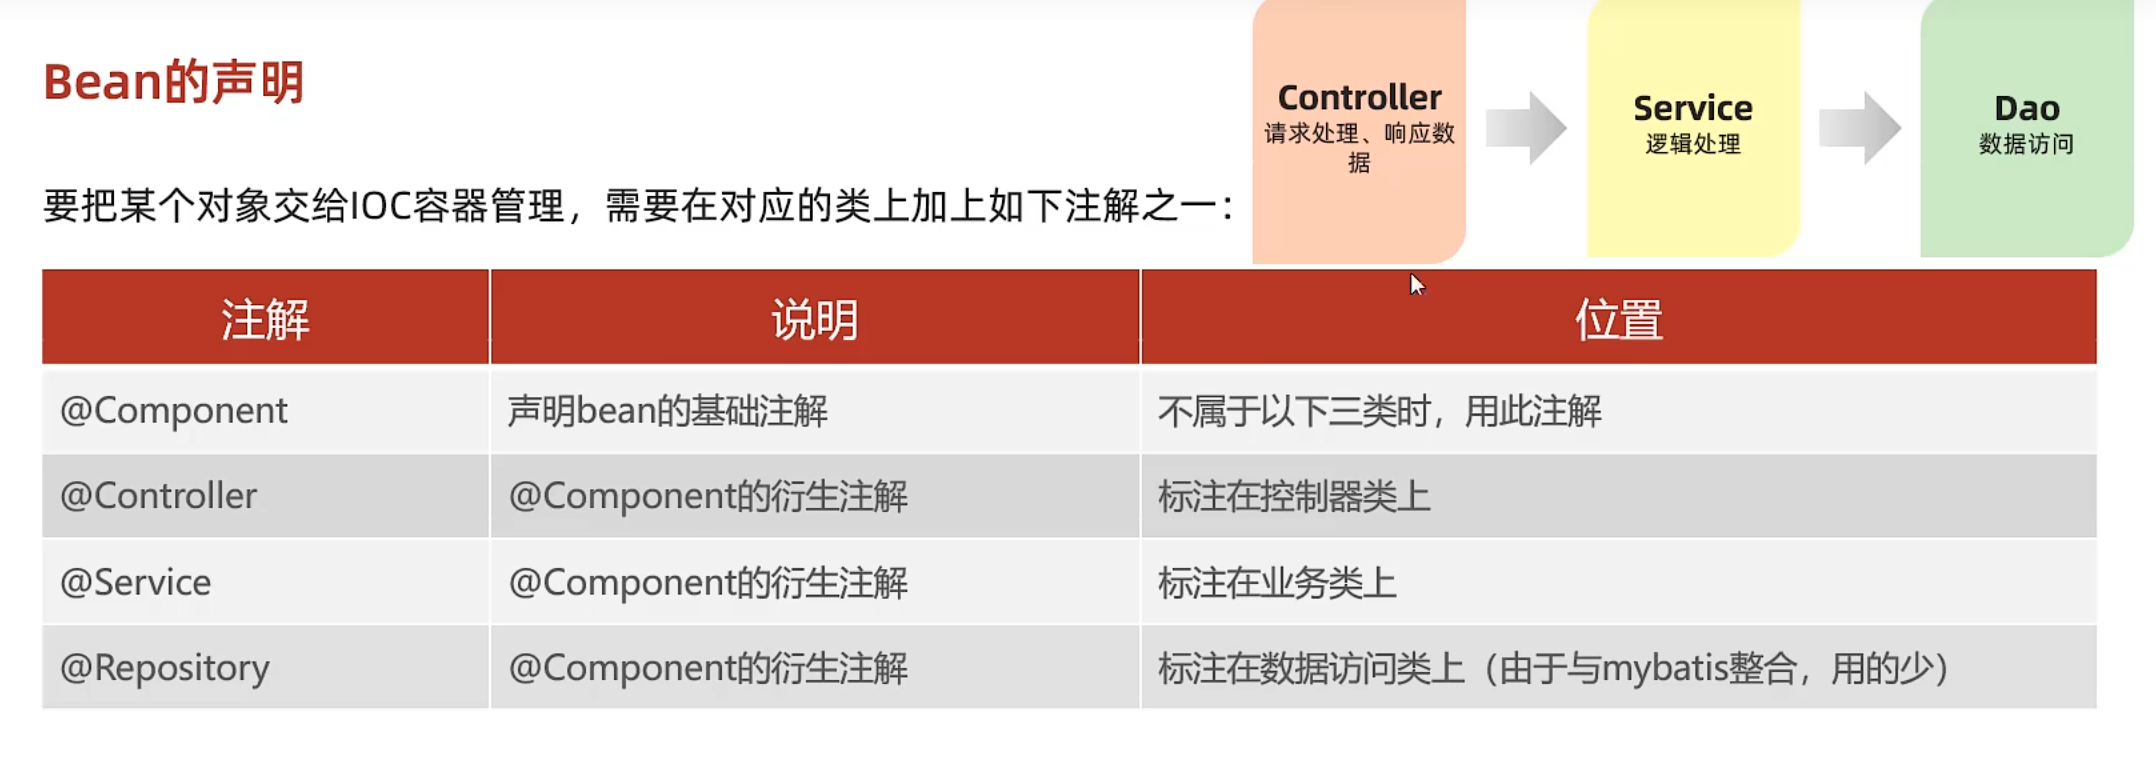 Bean的声明
Controller
请求处理、响应数
据
Service
逻辑处理
Dao
数据访问
要把某个对象交给IOC容器管理，需要在对应的类上加上如下注解之一：
注解 说明 位置
@Component 声明bean的基础注解 不属于以下三类时，用此注解
@Controller @Component的衍生注解 标注在控制器类上
@Service @Component的衍生注解 标注在业务类上
@Repository @Component的衍生注解 标注在数据访问类上（由于与mybatis整合，用的少）